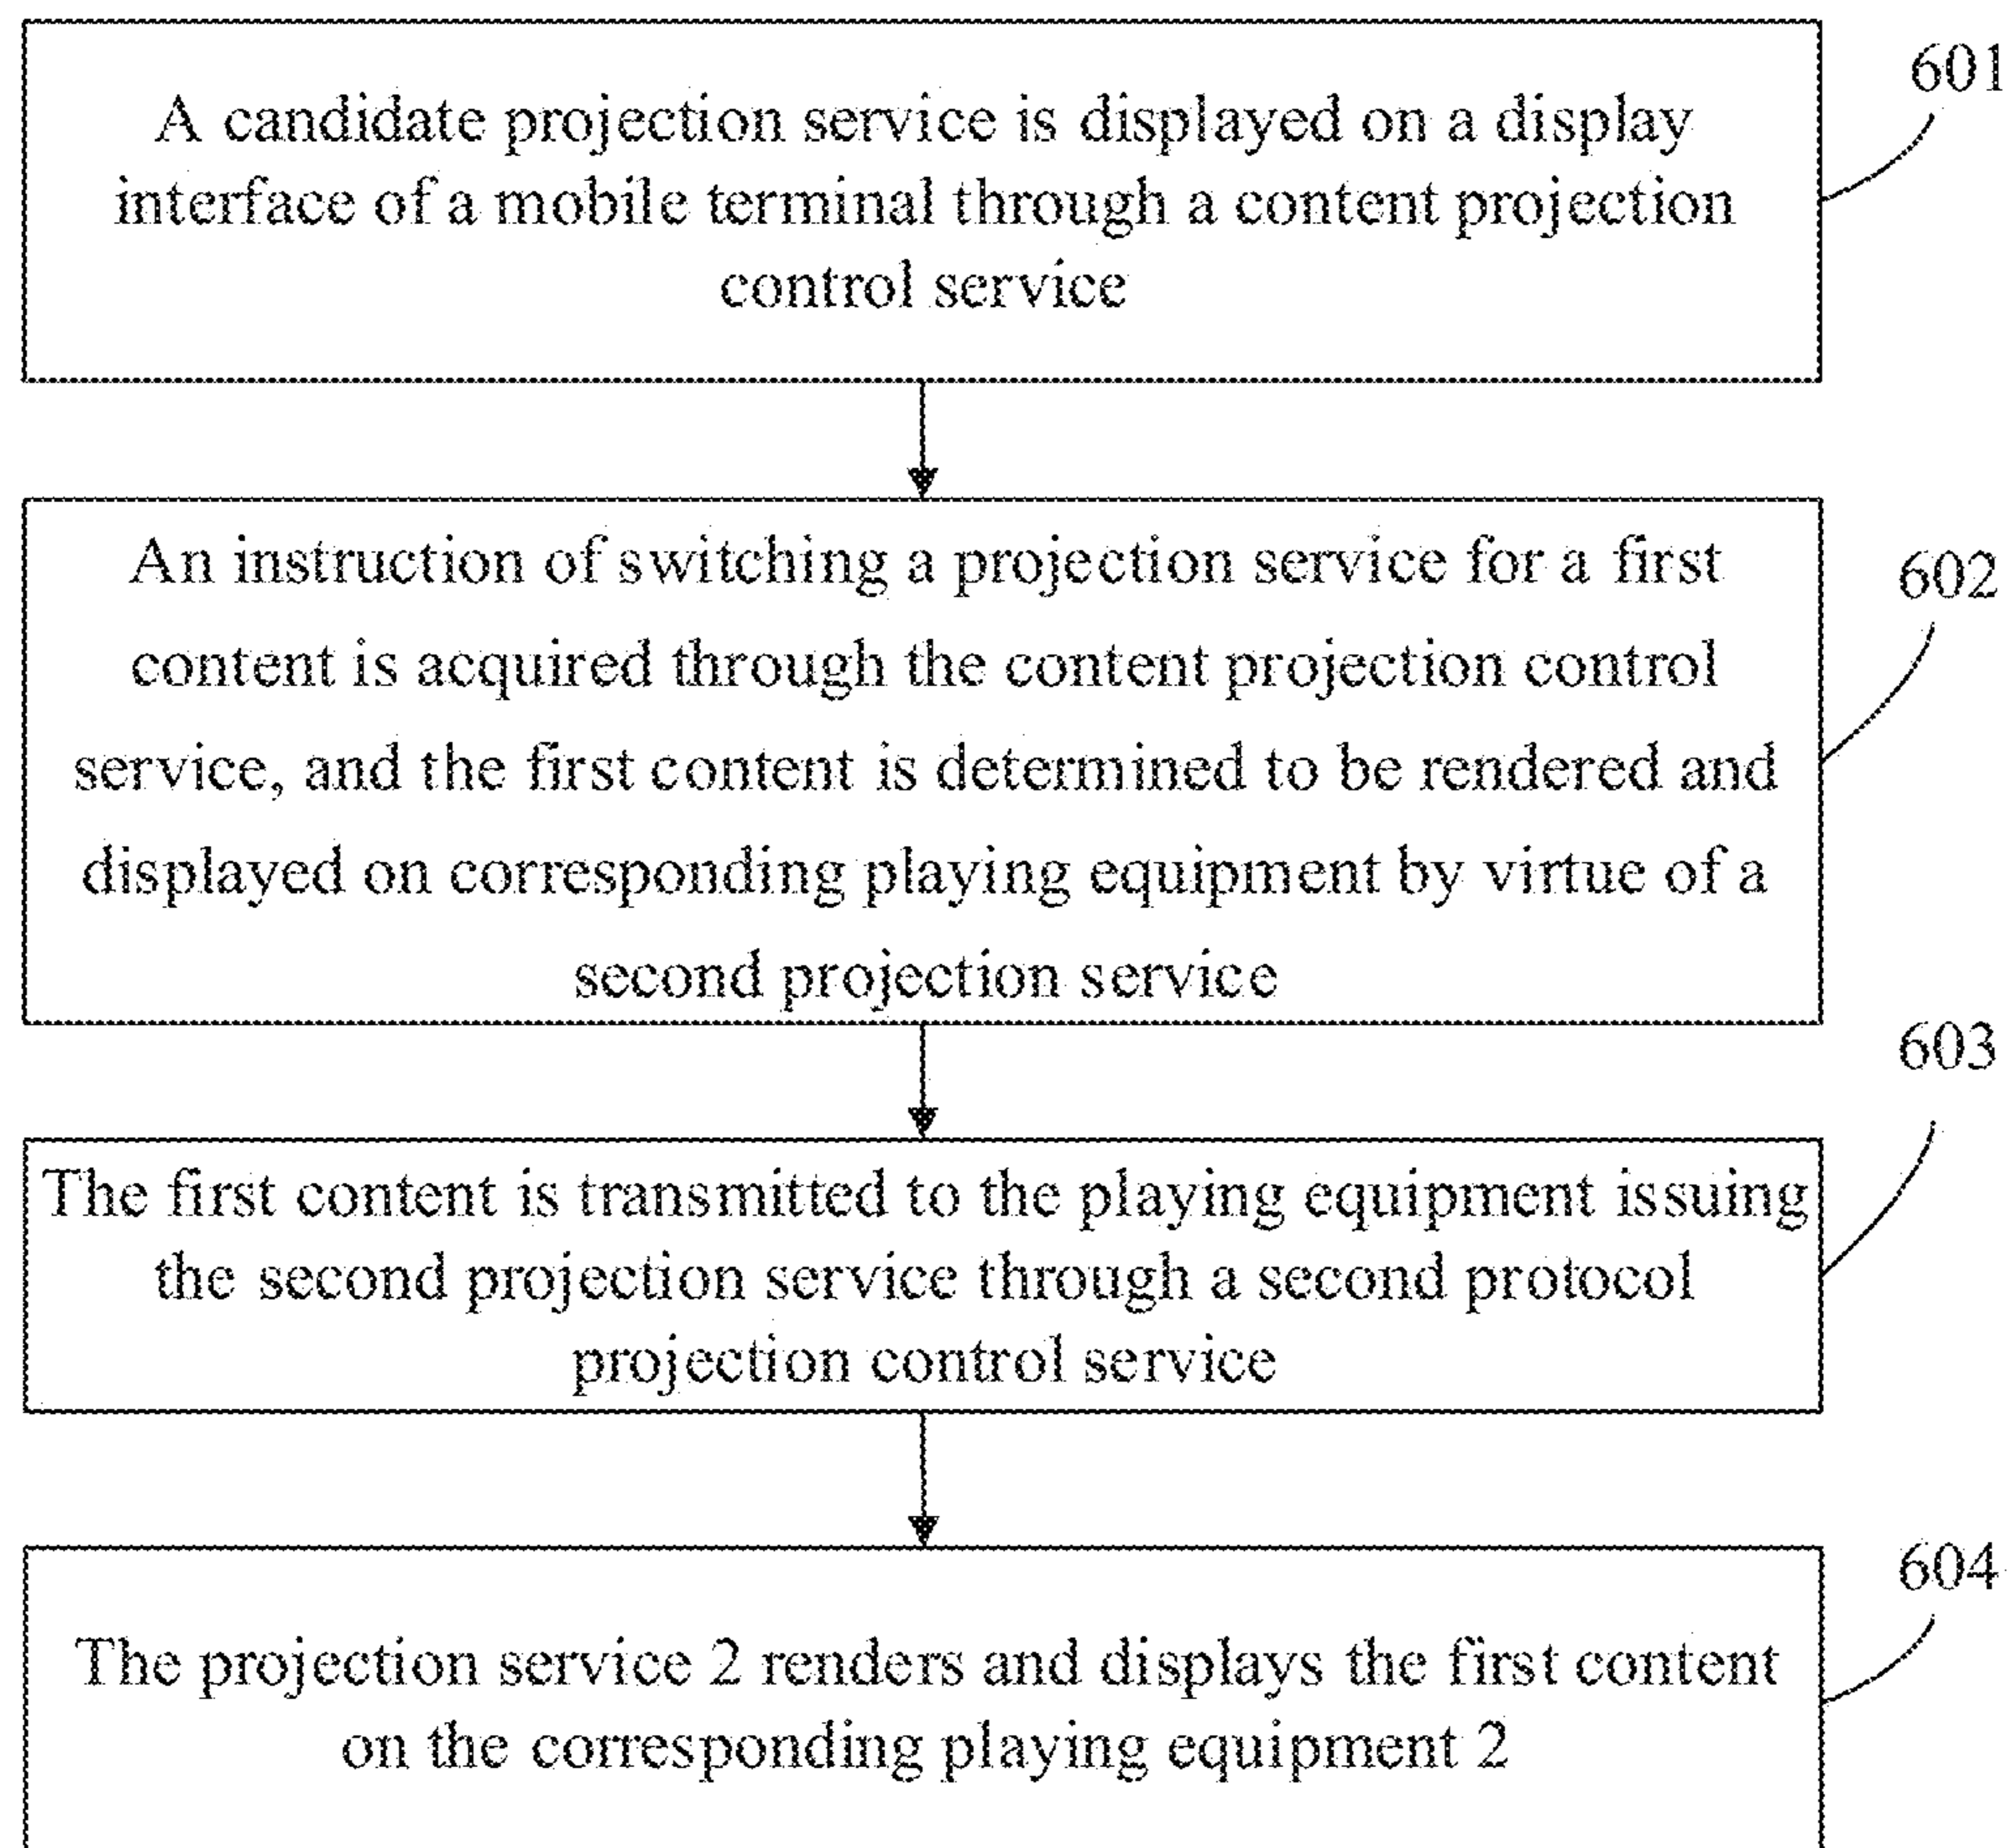 601
A candidate projection service is displayed on a display
interface of a mobile terminal through a content projection
control service
602
An instruction of switching a projection service for a first
content is acquired through the content projection control
service, and the first content is determined to be rendered and
displayed on corresponding playing equipment by virtue of a
second projection service
603
The first content is transmitted to the playing equipment issuing
the second projection service through a second protocol
projection control service
604
The projection service 2 renders and displays the first content
on the corresponding playing equipment 2